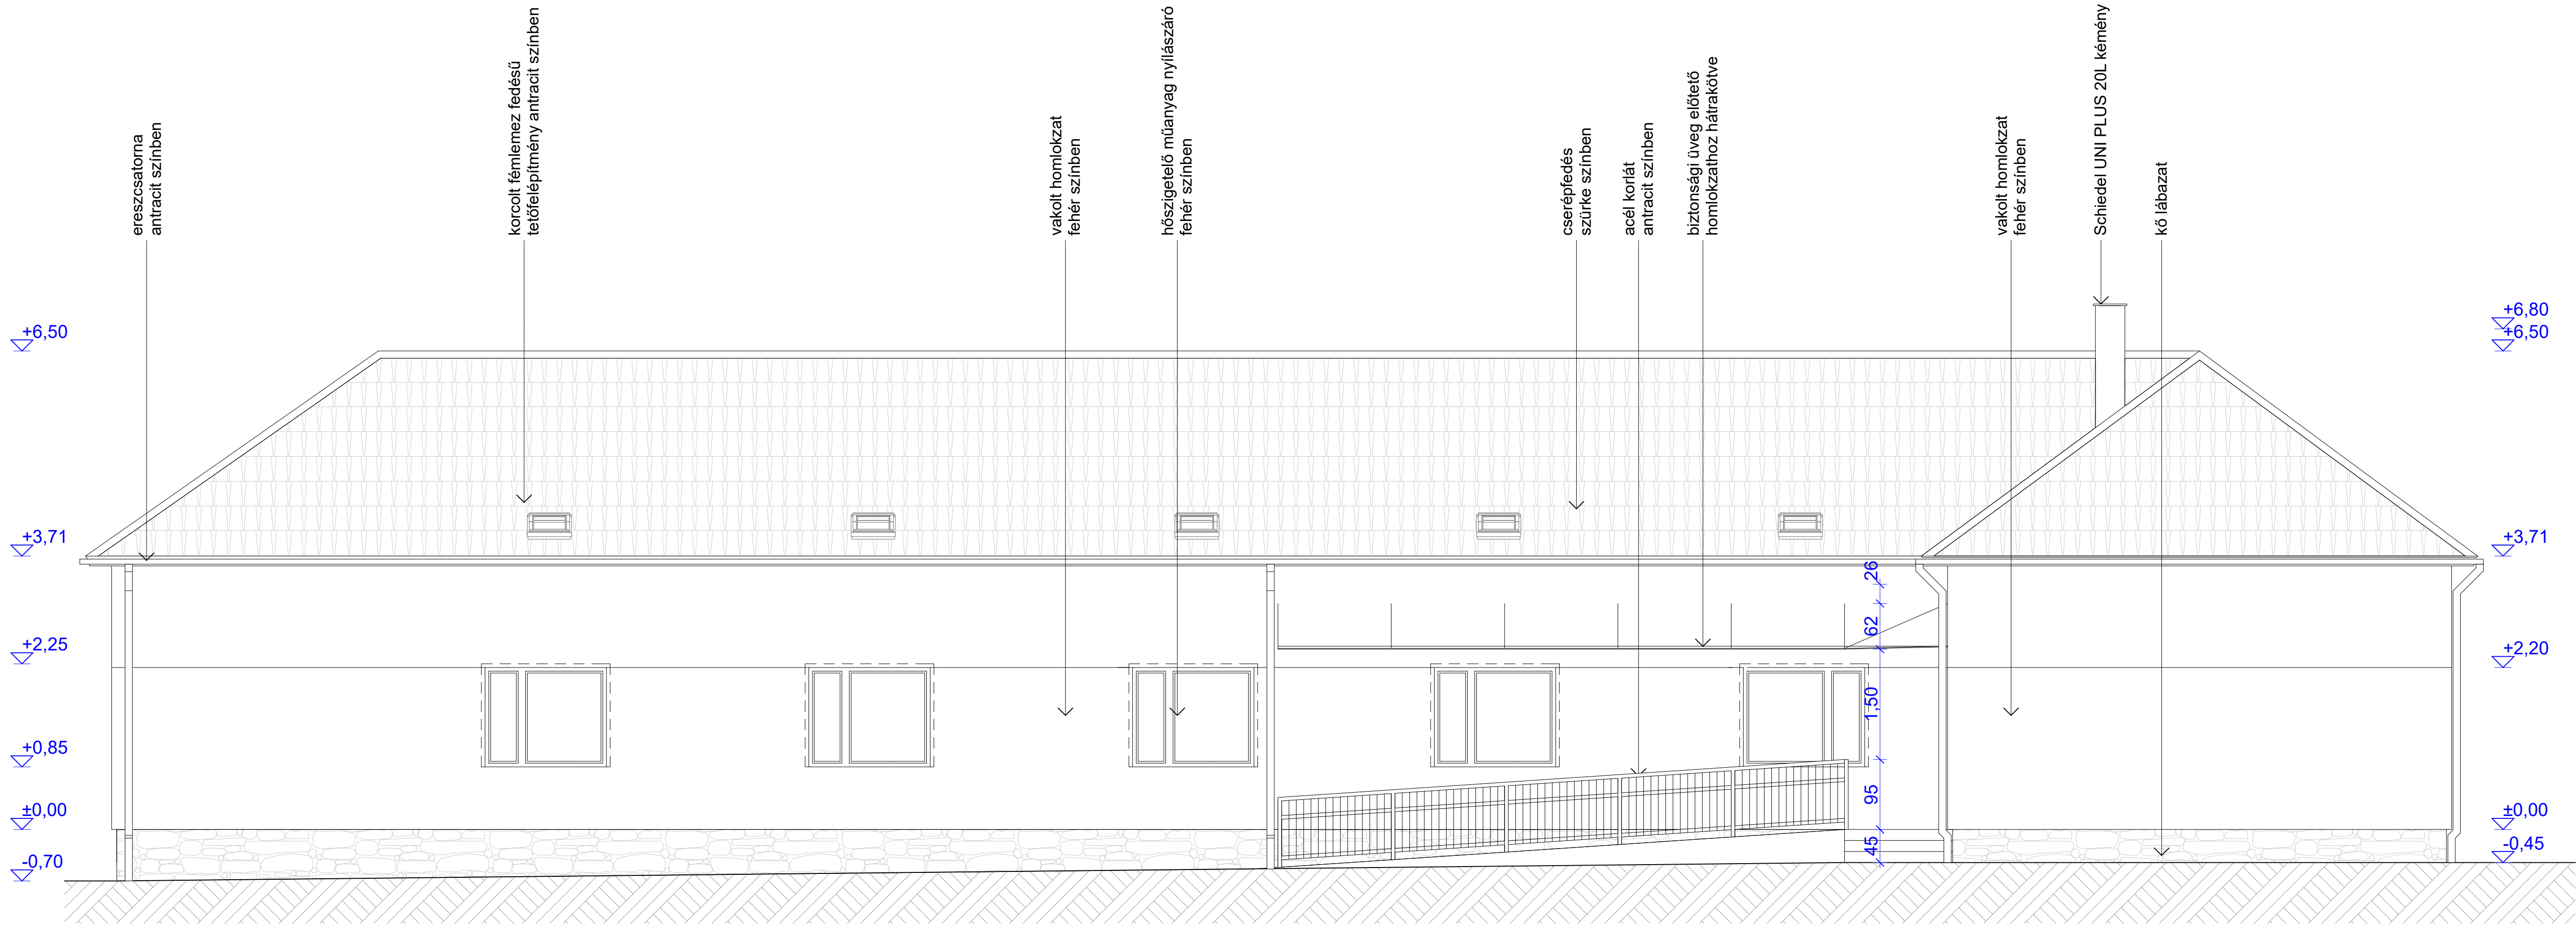 ereszcsatorna
antracit színben
korcolt fémlemez fedésű
tetőfelépítmény antracit színben
vakolt homlokzat
fehér színben
hőszigetelő műanyag nyílászáró
fehér színben
cserépfedés
szürke színben
acél korlát
antracit színben
biztonsági üveg előtető
homlokzathoz hátrakötve
vakolt homlokzat
fehér színben
Schiedel UNI PLUS 20L kémény
kő lábazat
+6,50
+3,71
+2,25
+0,85
±0,00
-0,70
26
62
1,50
95
45
+6,80
+6,50
+3,71
+2,20
±0,00
-0,45